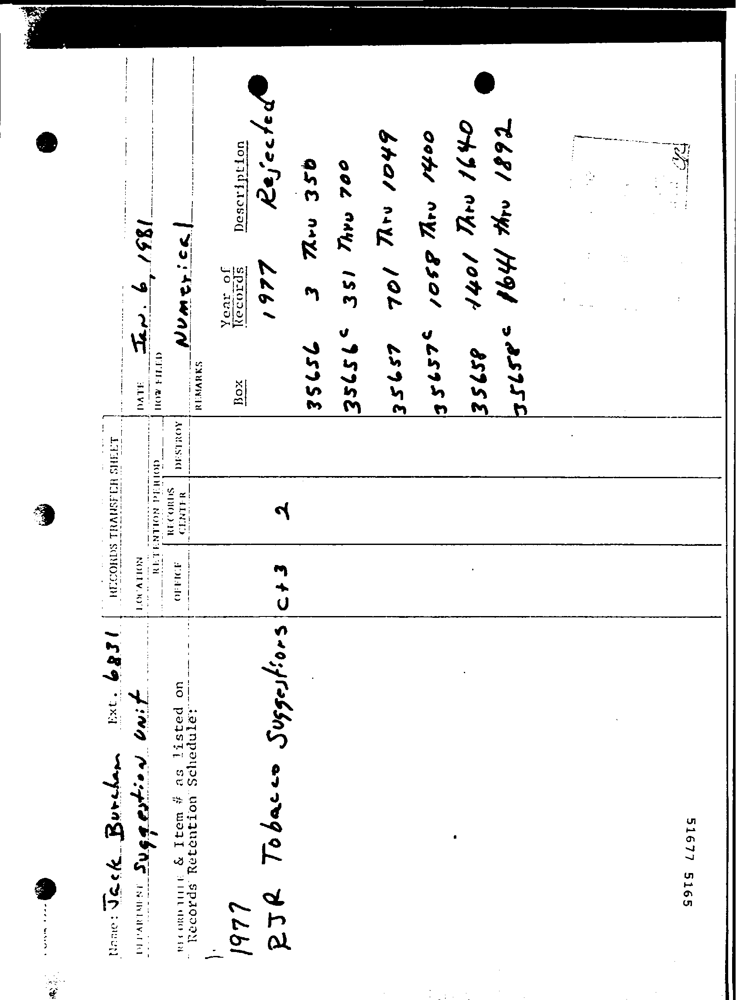 RECORDS TRANSFER SHEET
Name: Jack Burcham Ext. 6831
LOCATION
DATE Jan. 6, 1981
DEPARTMENT Suggestion Unit
RETENTION PERIOD
HOW FILED
Numerical
RECORD TITLE & Item # as listed on
Records Retention Schedule:
OFFICE
RECORDS
CENTER
DESTROY
REMARKS
Box Year of Records Description
1977
1977 Rejected
RJR Tobacco Suggestions C+3 2
35656 3 Thru 350
35656c 351 Thru 700
35657 701 Thru 1049
35657c 1058 Thru 1400
35658 1401 Thru 1640
35658c 1641 thru 1892
51677 5165